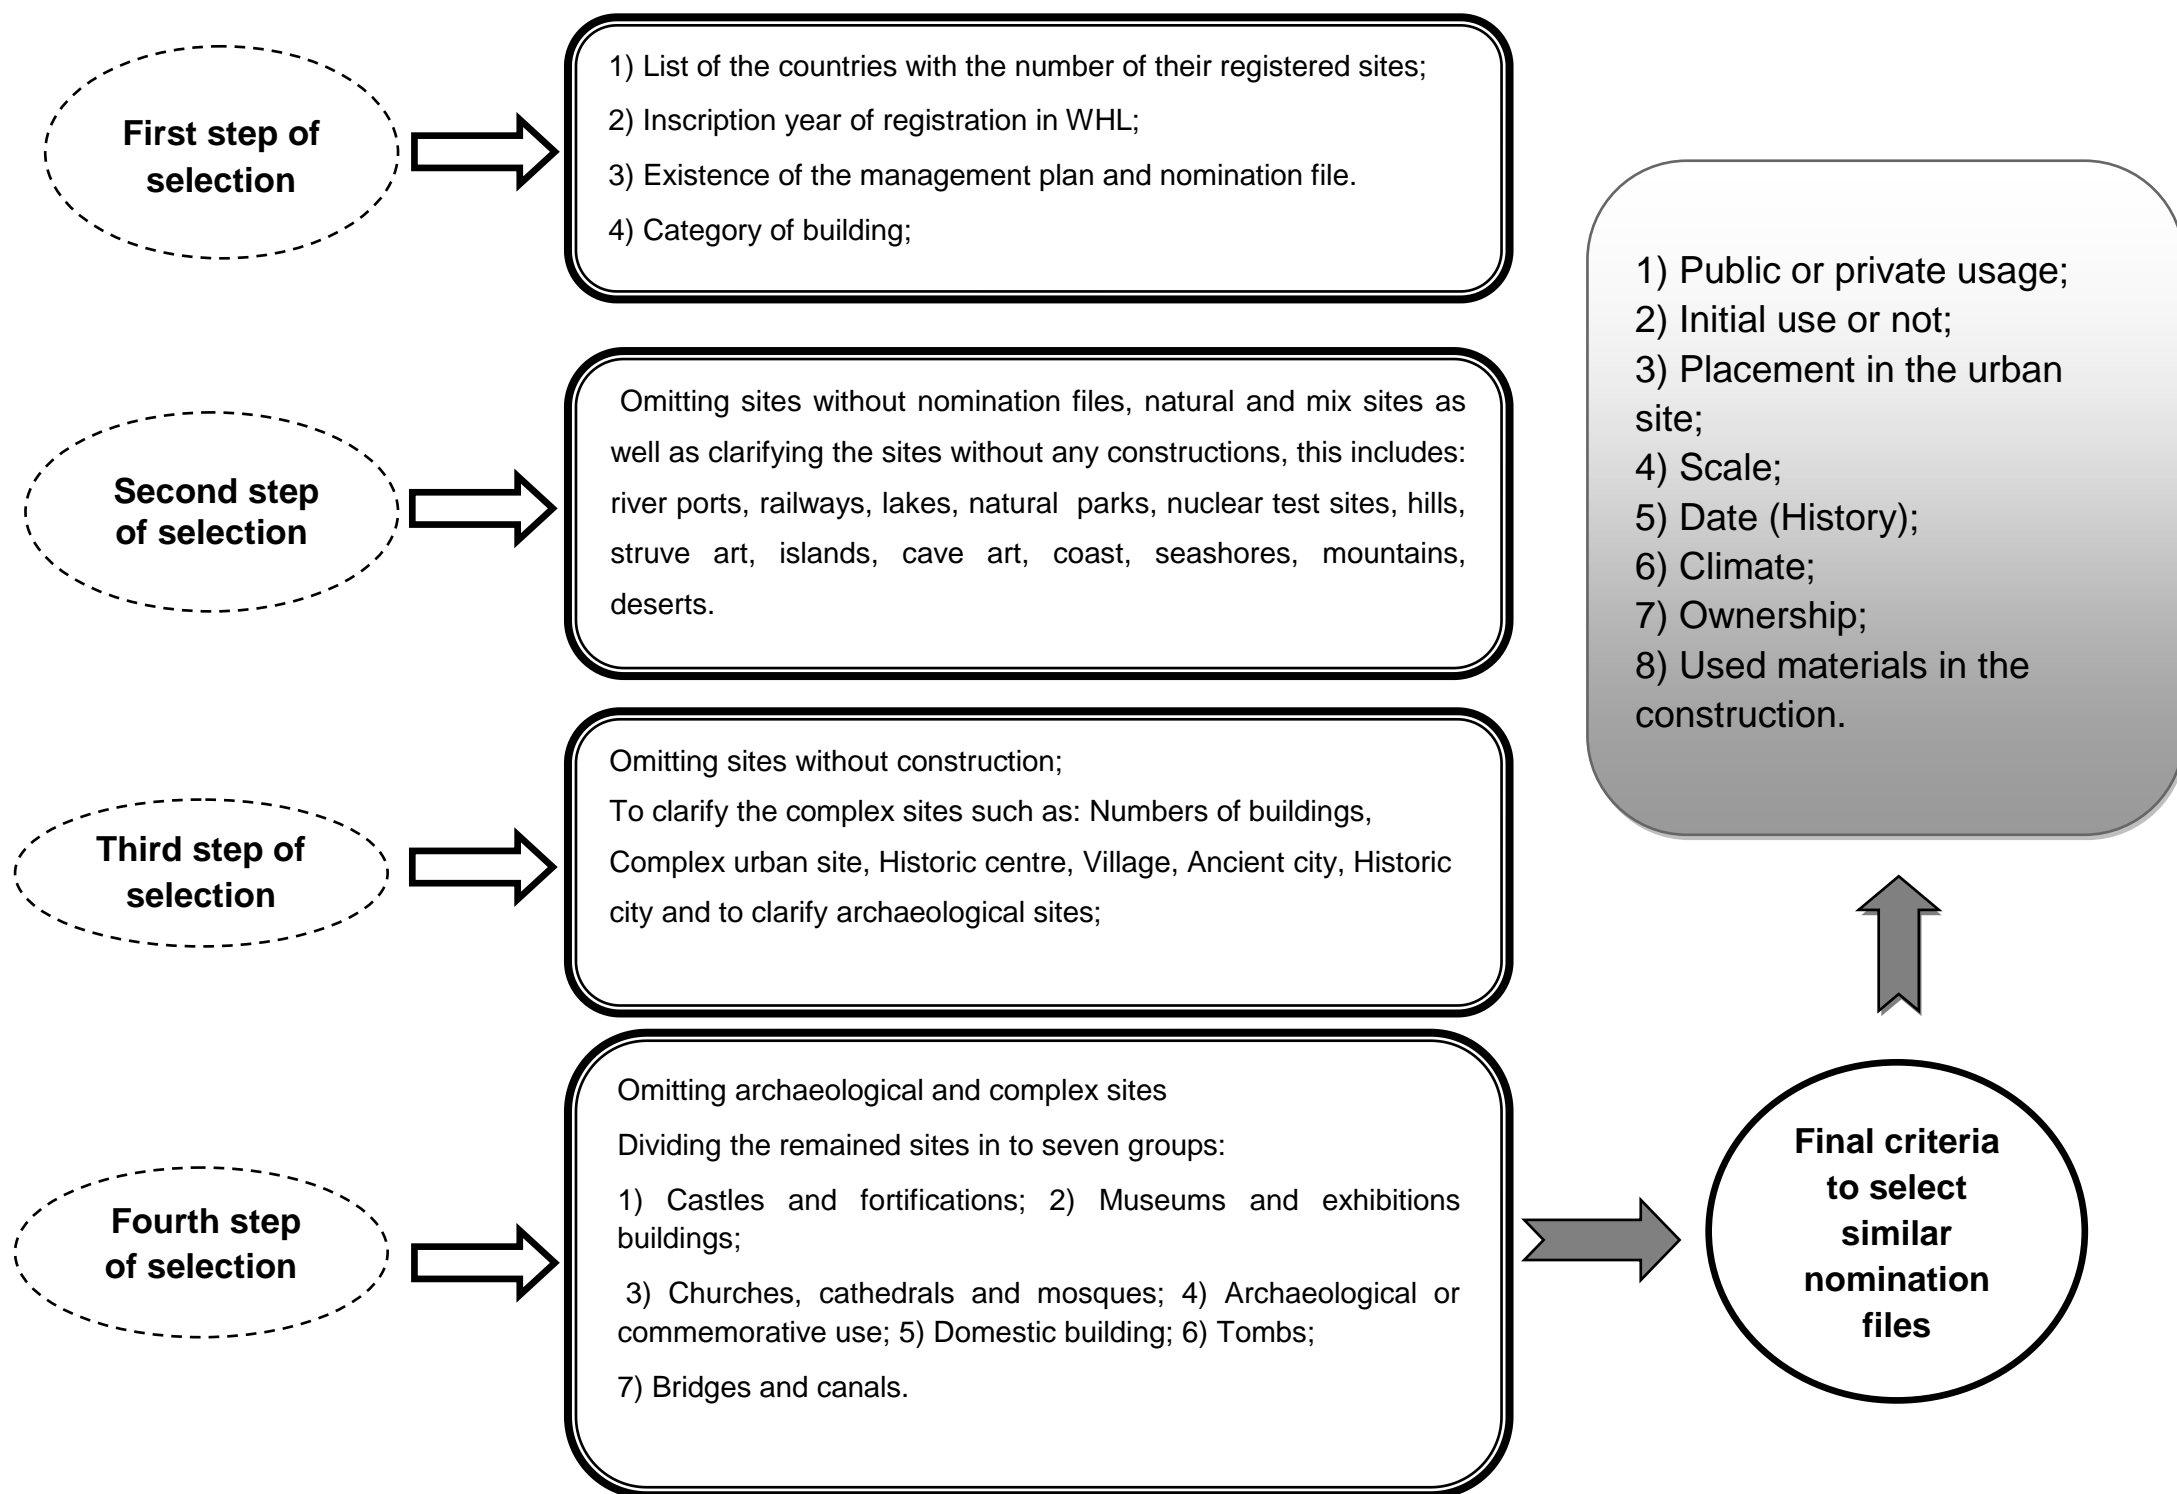 First step of
selection
1) List of the countries with the number of their registered sites;
2) Inscription year of registration in WHL;
3) Existence of the management plan and nomination file.
4) Category of building;
Second step
of selection
Omitting sites without nomination files, natural and mix sites as
well as clarifying the sites without any constructions, this includes:
river ports, railways, lakes, natural parks, nuclear test sites, hills,
struve art, islands, cave art, coast, seashores, mountains,
deserts.
Third step of
selection
Omitting sites without construction;
To clarify the complex sites such as: Numbers of buildings,
Complex urban site, Historic centre, Village, Ancient city, Historic
city and to clarify archaeological sites;
Fourth step
of selection
Omitting archaeological and complex sites
Dividing the remained sites in to seven groups:
1) Castles and fortifications; 2) Museums and exhibitions
buildings;
3) Churches, cathedrals and mosques; 4) Archaeological or
commemorative use; 5) Domestic building; 6) Tombs;
7) Bridges and canals.
Final criteria
to select
similar
nomination
files
1) Public or private usage;
2) Initial use or not;
3) Placement in the urban
site;
4) Scale;
5) Date (History);
6) Climate;
7) Ownership;
8) Used materials in the
construction.